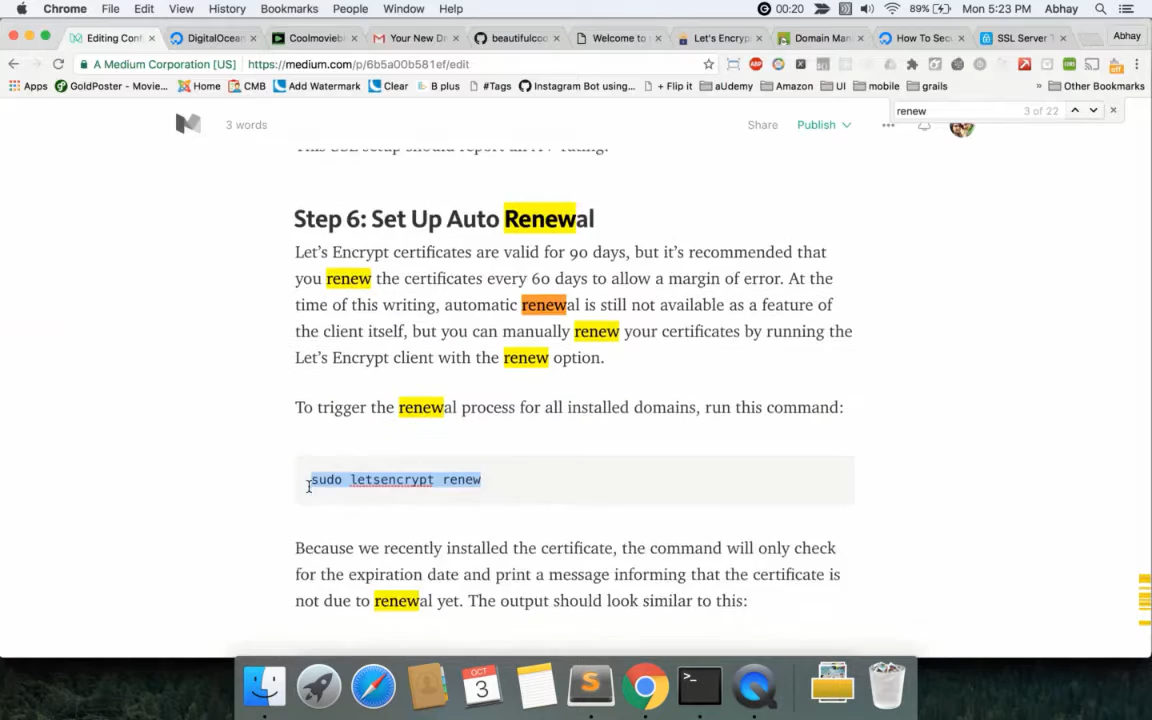 Chrome File Edit View History Bookmarks People Window Help 00:20 89% Mon 5:23 PM Abhay
Editing Con DigitalOcean Coolmovieb Your New Dr beautifulcoo Welcome to Let's Encryp Domain Man How To Secu SSL Server T Abhay
A Medium Corporation [US] https://medium.com/p/6b5a00b581ef/edit
Apps GoldPoster - Movie... Home CMB Add Watermark Clear B plus #Tags Instagram Bot using... + Flip it aUdemy Amazon UI mobile grails » Other Bookmarks
renew 3 of 22
3 words Share Publish
Step 6: Set Up Auto Renewal
Let's Encrypt certificates are valid for 90 days, but it's recommended that
you renew the certificates every 60 days to allow a margin of error. At the
time of this writing, automatic renewal is still not available as a feature of
the client itself, but you can manually renew your certificates by running the
Let's Encrypt client with the renew option.
To trigger the renewal process for all installed domains, run this command:
sudo letsencrypt renew
Because we recently installed the certificate, the command will only check
for the expiration date and print a message informing that the certificate is
not due to renewal yet. The output should look similar to this:
OCT
3